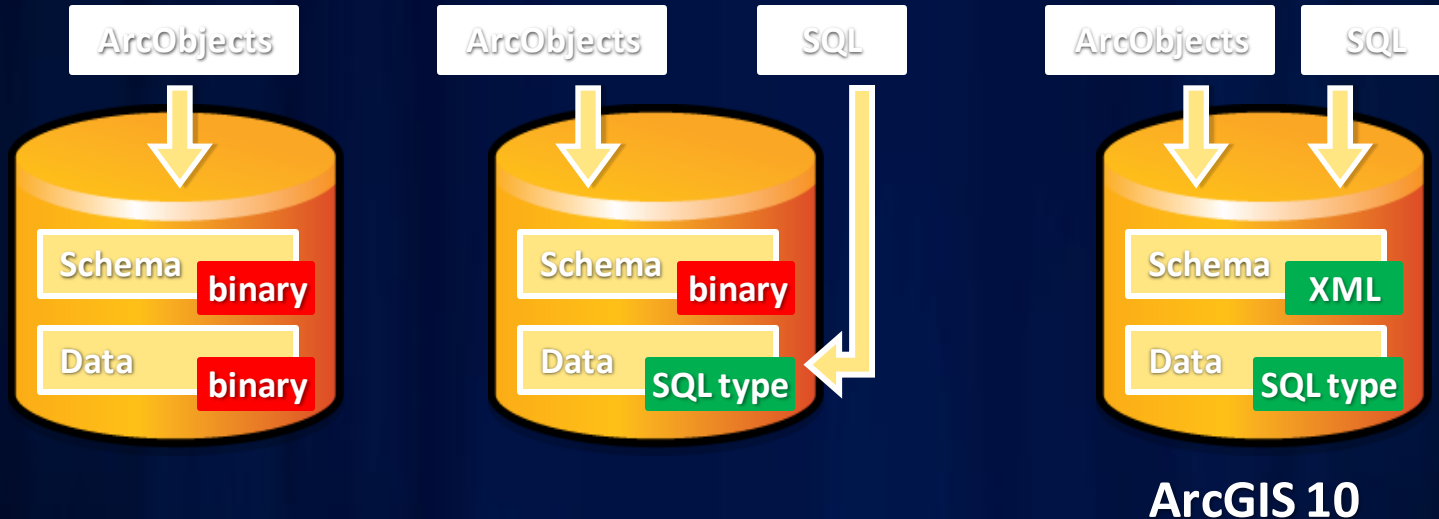 ArcObjects
Schema
binary
Data
binary
ArcObjects
SQL
Schema
binary
Data
SQL type
ArcObjects
SQL
Schema
XML
Data
SQL type
ArcGIS 10